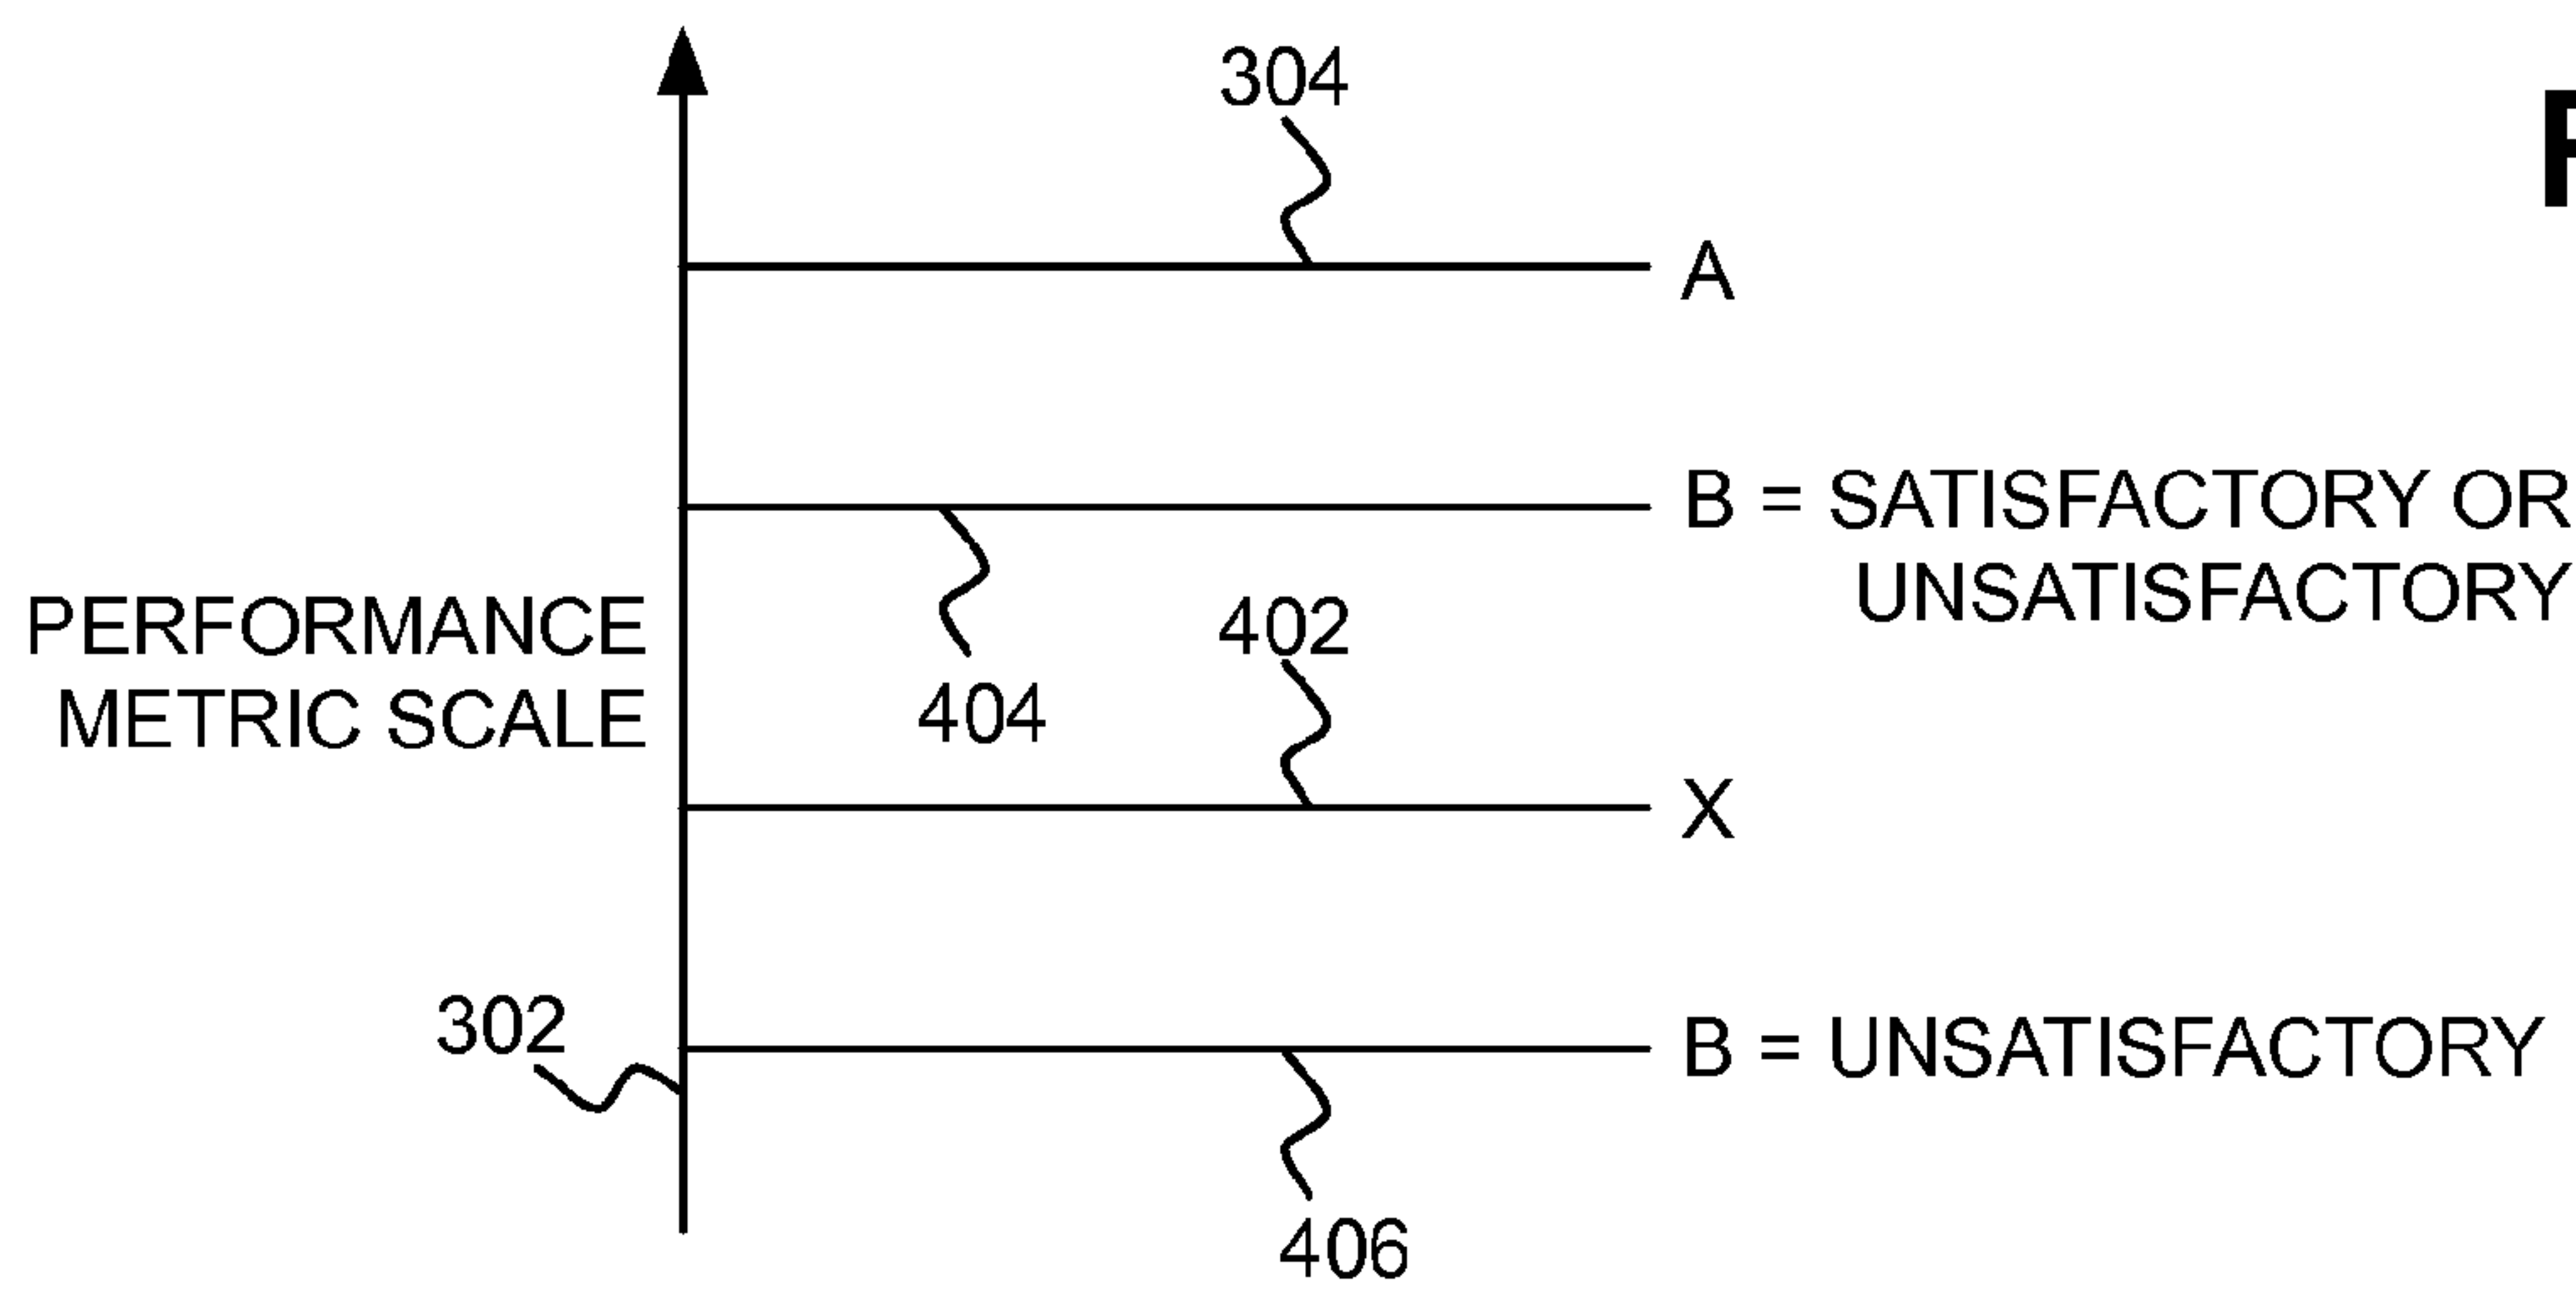 304
A
B = SATISFACTORY OR
UNSATISFACTORY
PERFORMANCE
METRIC SCALE
402
404
X
302
B = UNSATISFACTORY
406